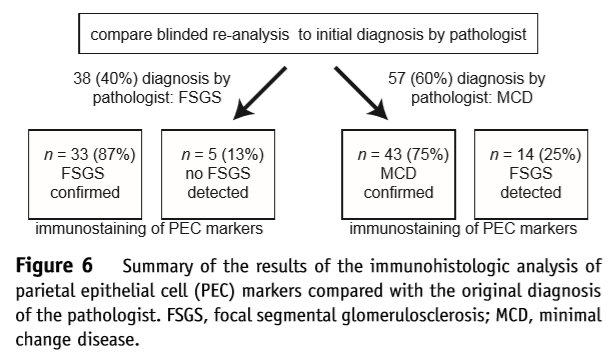 compare blinded re-analysis to initial diagnosis by pathologist
38 (40%) diagnosis by
pathologist: FSGS
57 (60%) diagnosis by
pathologist: MCD
n = 33 (87%)
FSGS
confirmed
n = 5 (13%)
no FSGS
detected
n = 43 (75%)
MCD
confirmed
n = 14 (25%)
FSGS
detected
immunostaining of PEC markers
immunostaining of PEC markers
Figure 6 Summary of the results of the immunohistologic analysis of
parietal epithelial cell (PEC) markers compared with the original diagnosis
of the pathologist. FSGS, focal segmental glomerulosclerosis; MCD, minimal
change disease.